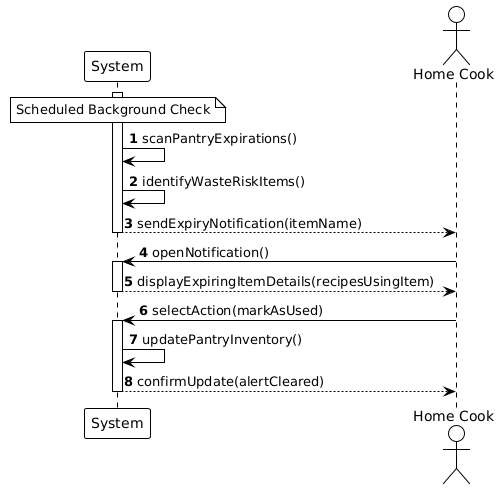 Home Cook
System
Scheduled Background Check
1 scanPantryExpirations()
2 identifyWasteRiskItems()
3 sendExpiryNotification(itemName)
4 openNotification()
5 displayExpiringItemDetails(recipesUsingItem)
6 selectAction(markAsUsed)
7 updatePantryInventory()
8 confirmUpdate(alertCleared)
System
Home Cook